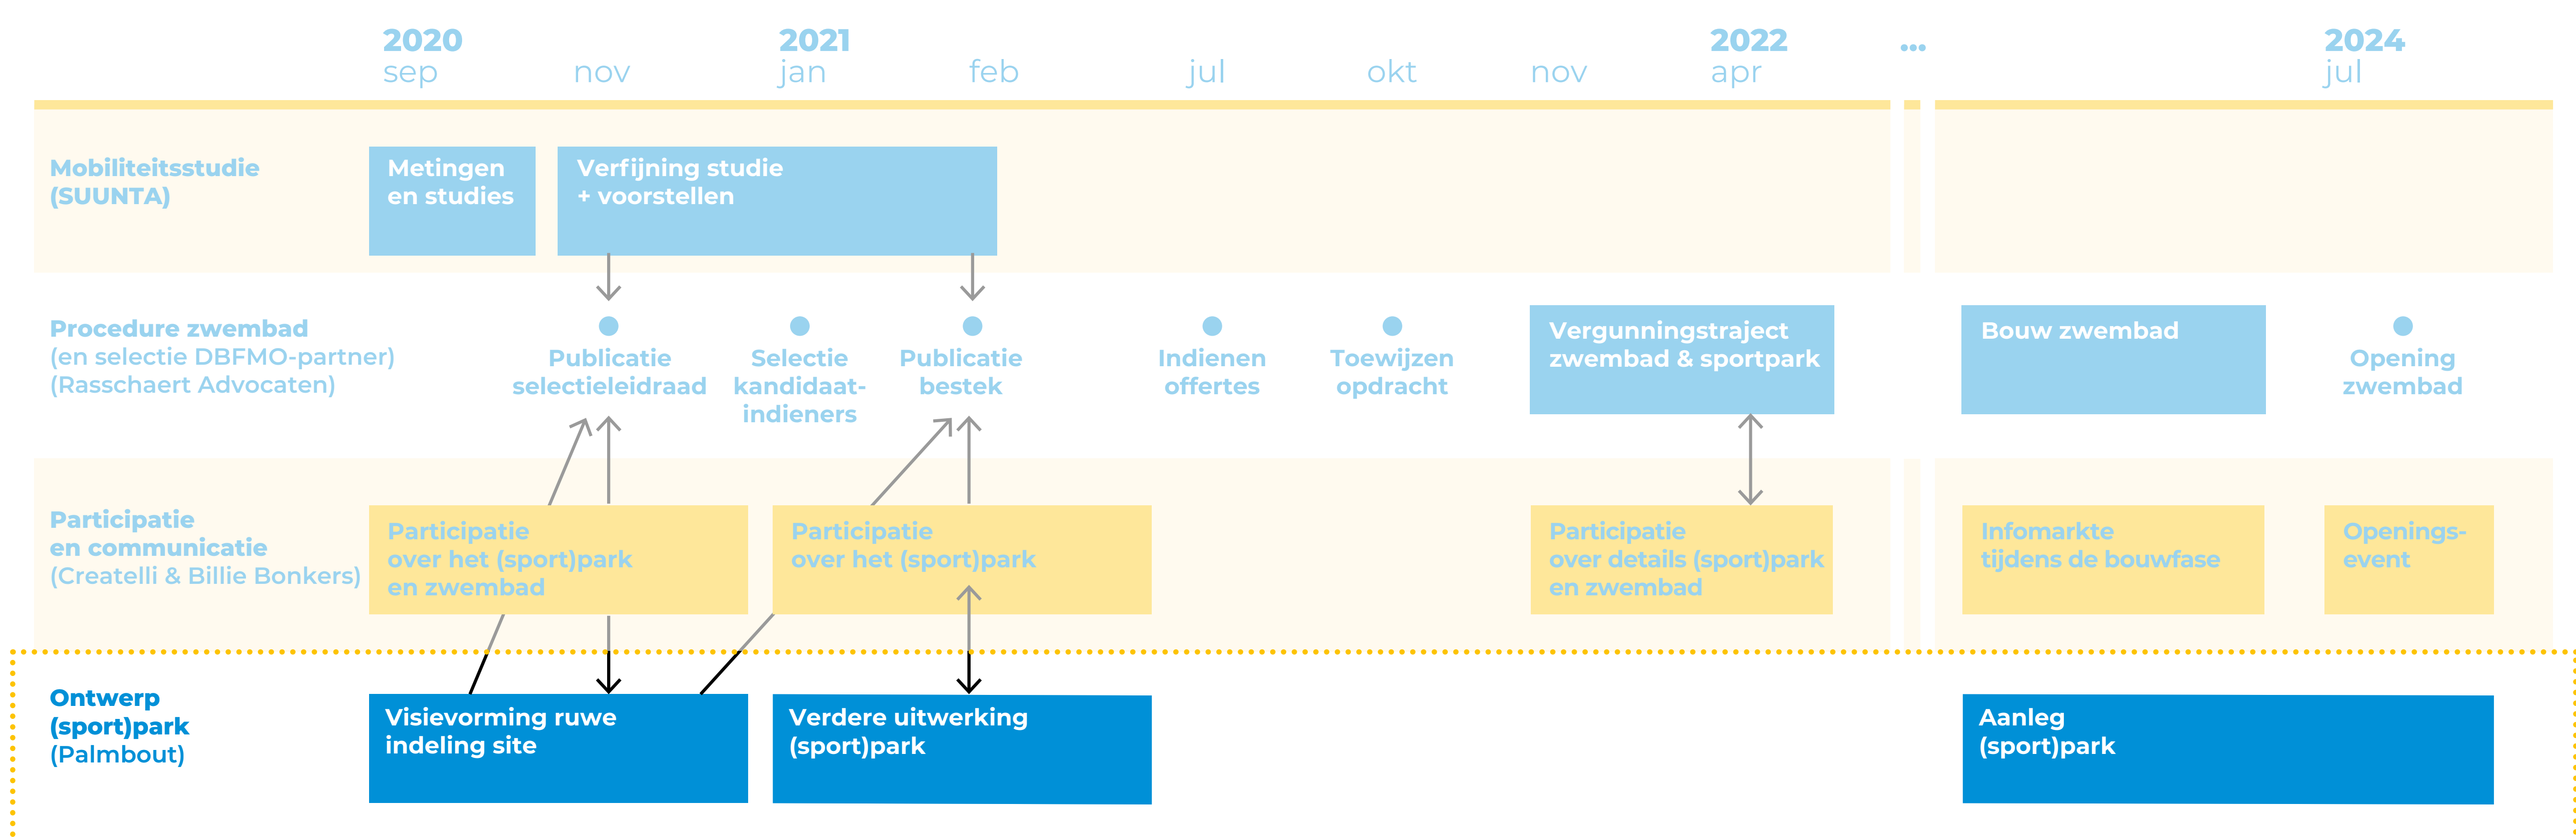 2020
sep
nov
2021
jan
feb
jul
okt
nov
2022
apr
...
2024
jul
Mobiliteitsstudie
(SUUNTA)
Metingen
en studies
Verfijning studie
+ voorstellen
Procedure zwembad
(en selectie DBFMO-partner)
(Rasschaert Advocaten)
Publicatie
selectieleidraad
Selectie
kandidaat-
indieners
Publicatie
bestek
Indienen
offertes
Toewijzen
opdracht
Vergunningstraject
zwembad & sportpark
Bouw zwembad
Opening
zwembad
Participatie
en communicatie
(Createlli & Billie Bonkers)
Participatie
over het (sport)park
en zwembad
Participatie
over het (sport)park
Participatie
over details (sport)park
en zwembad
Infomarkte
tijdens de bouwfase
Openings-
event
Ontwerp
(sport)park
(Palmbout)
Visievorming ruwe
indeling site
Verdere uitwerking
(sport)park
Aanleg
(sport)park